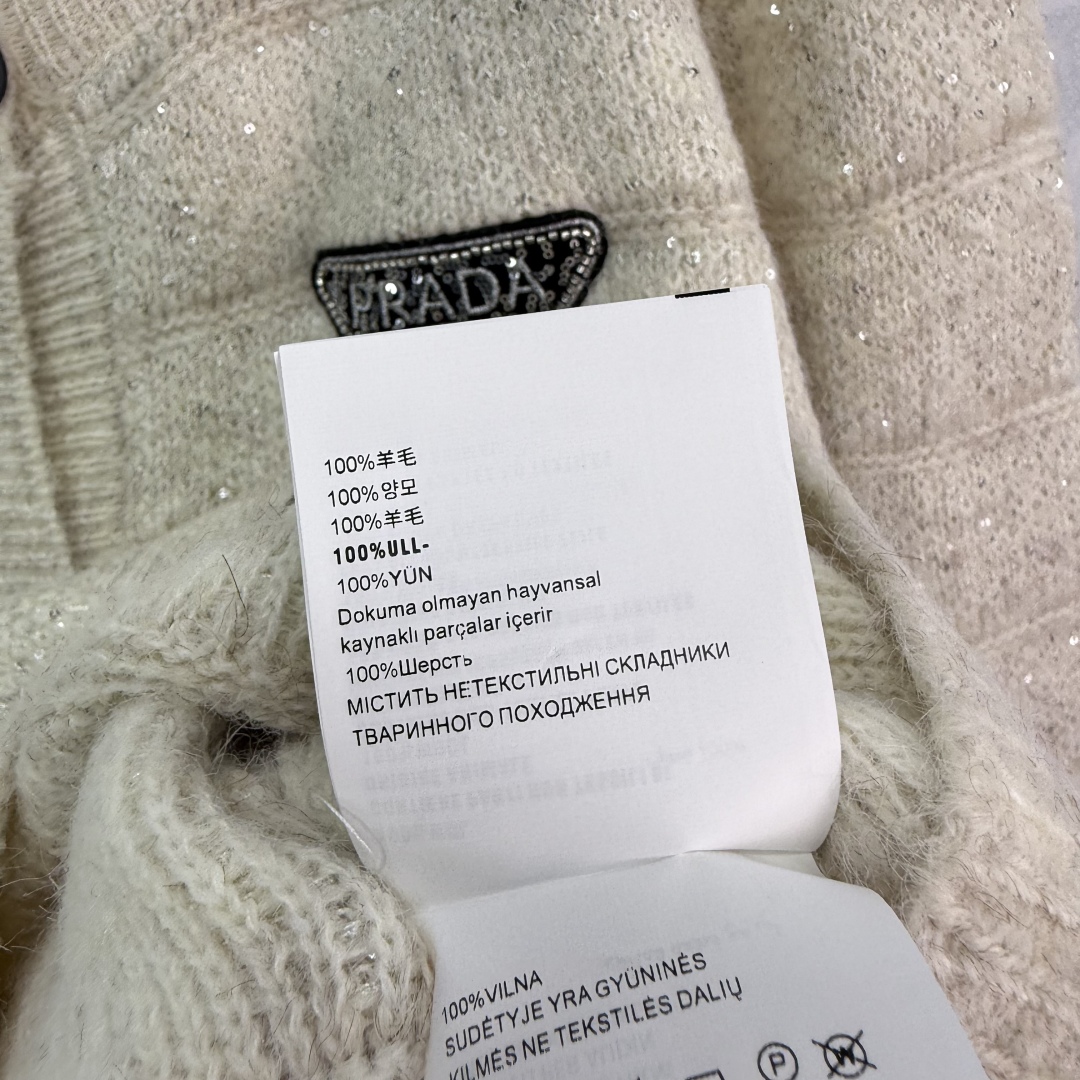 PRADA
100%羊毛
100%양모
100%羊毛
100%ULL-
100%YÜN
Dokuma olmayan hayvansal
kaynaklı parçalar içerir
100%Шерсть
МІСТИТЬ НЕТЕКСТИЛЬНІ СКЛАДНИКИ
ТВАРИННОГО ПОХОДЖЕННЯ
100%VILNA
SUDĖTYJE YRA GYŪNINĖS
KILMĖS NE TEKSTILĖS DALIŲ
P W